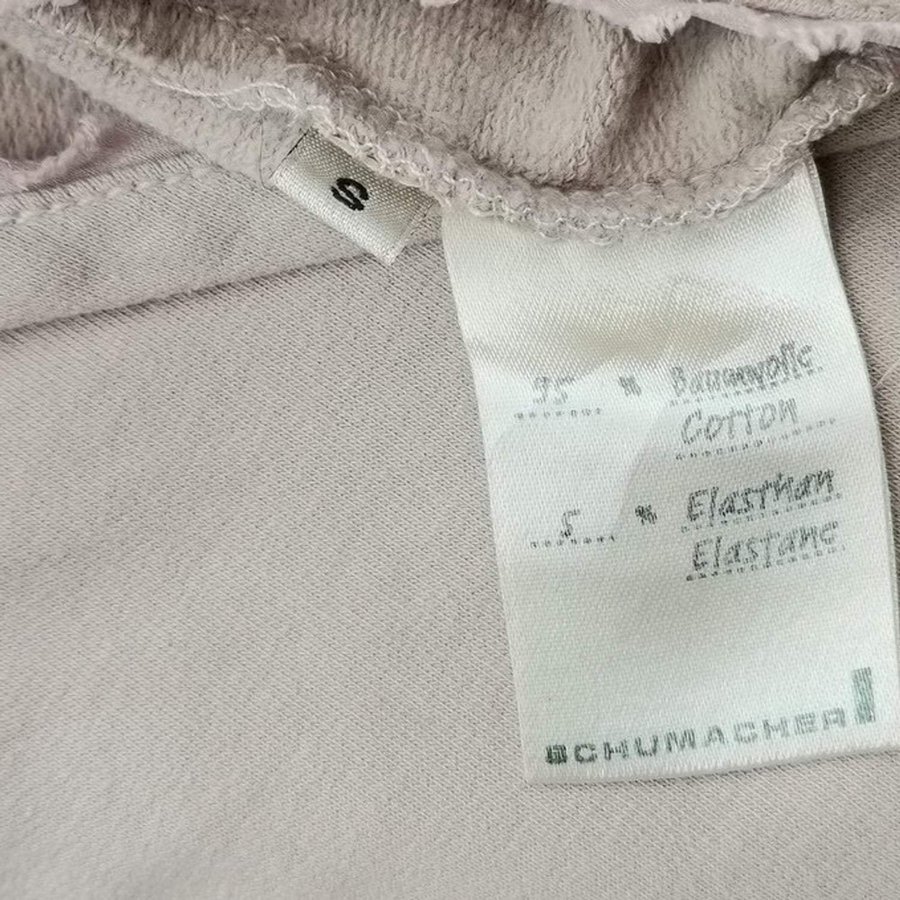 S
95 % Baumwolle
Cotton
5 % Elasthan
Elastane
SCHUMACHER